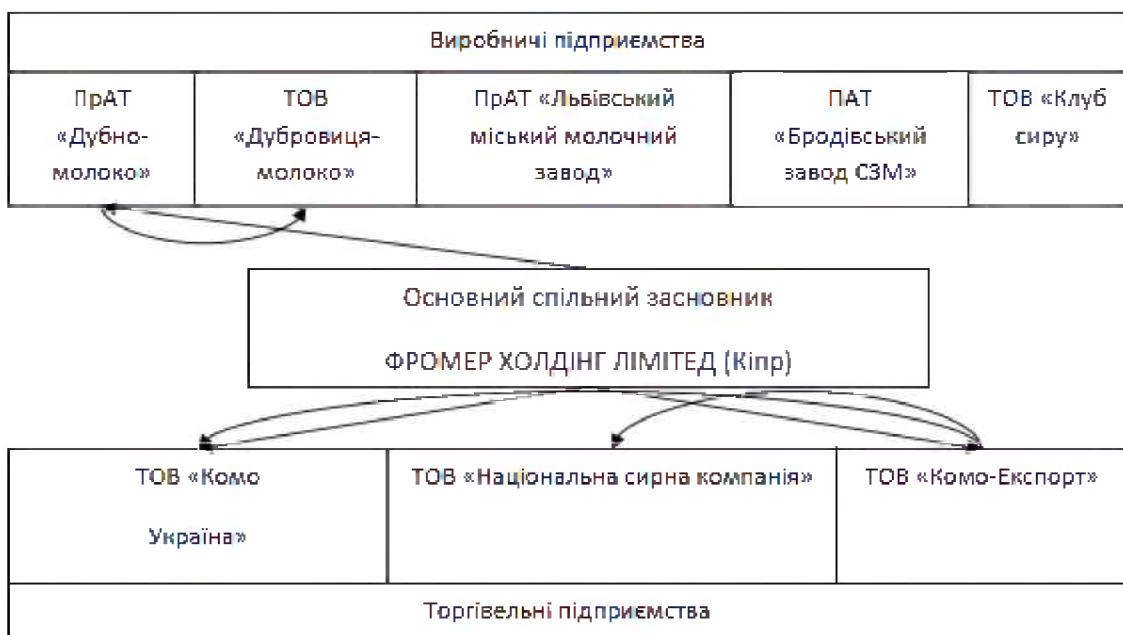 Виробничі підприємства
ПрАТ
«Дубно-
молоко»
ТОВ
«Дубровиця-
молоко»
ПрАТ «Львівський
міський молочний
завод»
ПАТ
«Бродівський
завод СЗМ»
ТОВ «Клуб
сиру»
Основний спільний засновник
ФРОМЕР ХОЛДІНГ ЛІМІТЕД (Кіпр)
ТОВ «Комо
Україна»
ТОВ «Національна сирна компанія»
ТОВ «Комо-Експорт»
Торгівельні підприємства